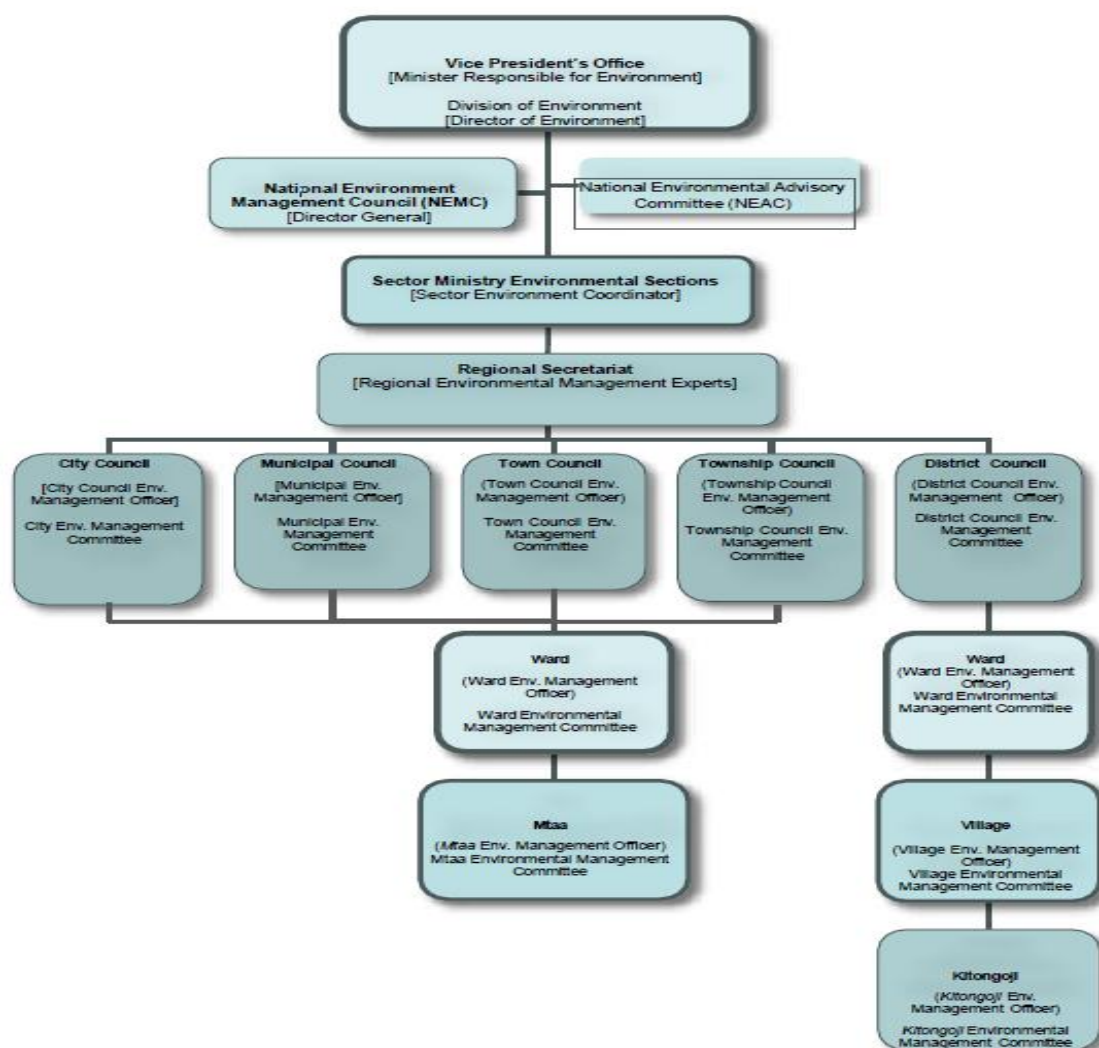 Vice President's Office
[Minister Responsible for Environment]
Division of Environment
[Director of Environment]
National Environment
Management Council (NEMC)
[Director General]
National Environmental Advisory
Committee (NEAC)
Sector Ministry Environmental Sections
[Sector Environment Coordinator]
Regional Secretariat
[Regional Environmental Management Experts]
City Council
[City Council Env.
Management Officer]
City Env. Management
Committee
Municipal Council
[Municipal Env.
Management Officer]
Municipal Env.
Management
Committee
Town Council
(Town Council Env.
Management Officer)
Town Council Env.
Management
Committee
Township Council
(Township Council
Env. Management
Officer)
Township Council Env.
Management
Committee
District Council
(District Council Env.
Management Officer)
District Council Env.
Management
Committee
Ward
(Ward Env. Management
Officer)
Ward Environmental
Management Committee
Mtaa
(Mtaa Env. Management Officer)
Mtaa Environmental Management
Committee
Ward
(Ward Env. Management
Officer)
Ward Environmental
Management Committee
Village
(Village Env. Management
Officer)
Village Environmental
Management Committee
Kitongoji
(Kitongoji Env.
Management Officer)
Kitongoji Environmental
Management Committee